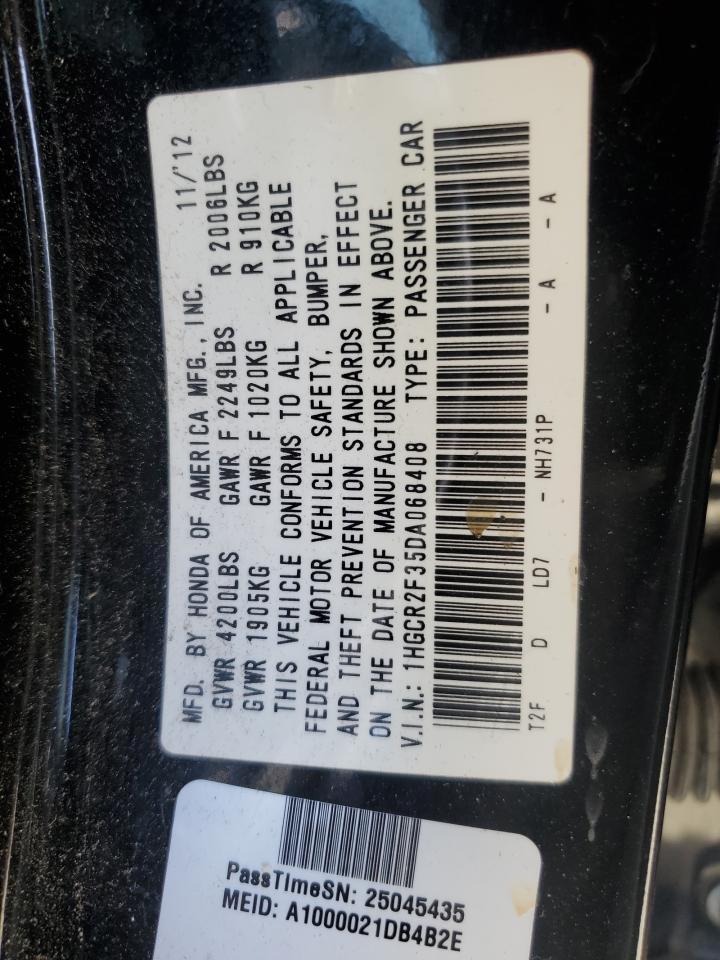 MFD. BY HONDA OF AMERICA MFG., INC. 11/'12
GVWR 4200LBS GAWR F 2249LBS R 2006LBS
GVWR 1905KG GAWR F 1020KG R 910KG
THIS VEHICLE CONFORMS TO ALL APPLICABLE
FEDERAL MOTOR VEHICLE SAFETY, BUMPER,
AND THEFT PREVENTION STANDARDS IN EFFECT
ON THE DATE OF MANUFACTURE SHOWN ABOVE.
V.I.N.: 1HGCR2F35DA068408 TYPE: PASSENGER CAR
T2F D LD7 - NH731P - A - A
PassTimeSN: 25045435
MEID: A1000021DB4B2E